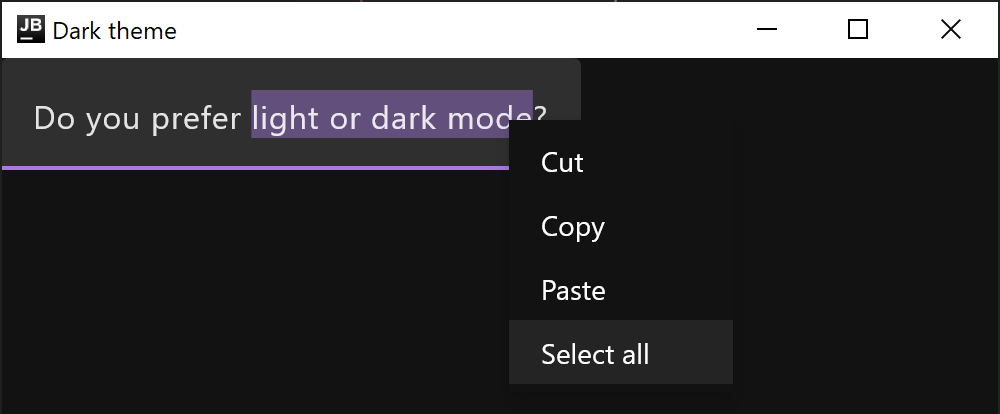 JB Dark theme
Do you prefer light or dark mode?
Cut
Copy
Paste
Select all